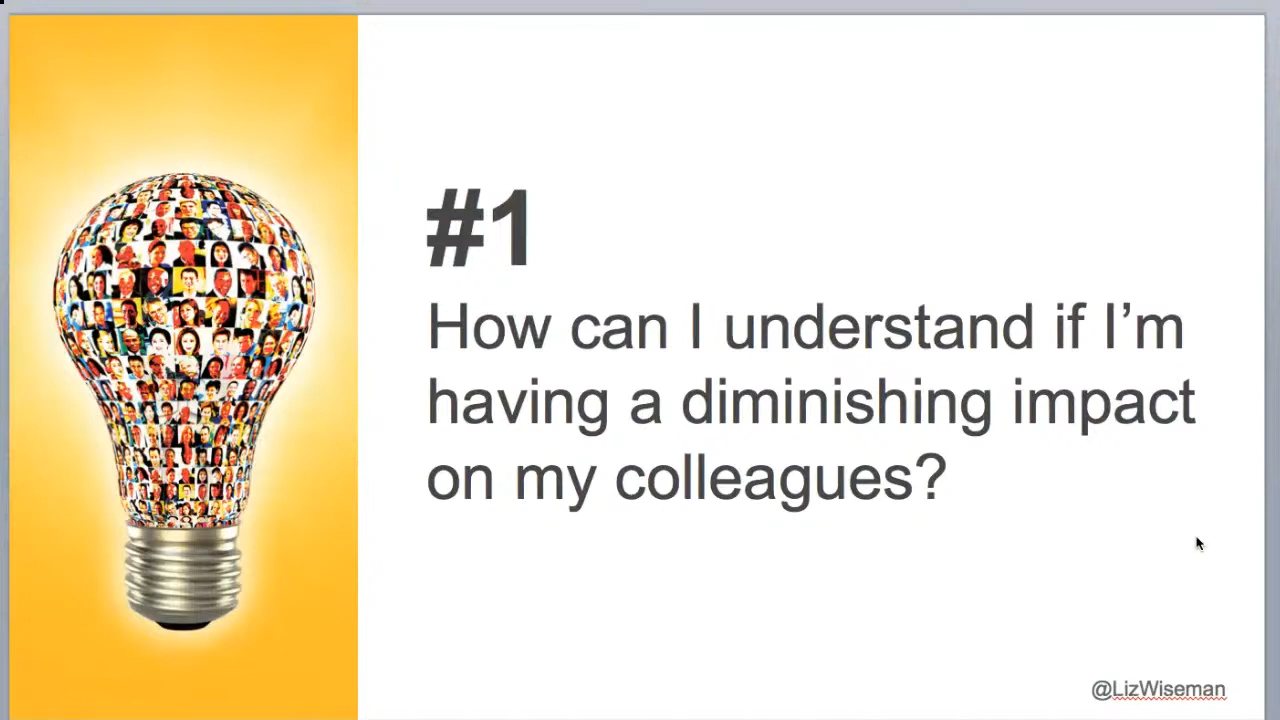 #1
How can I understand if I’m
having a diminishing impact
on my colleagues?
@LizWiseman